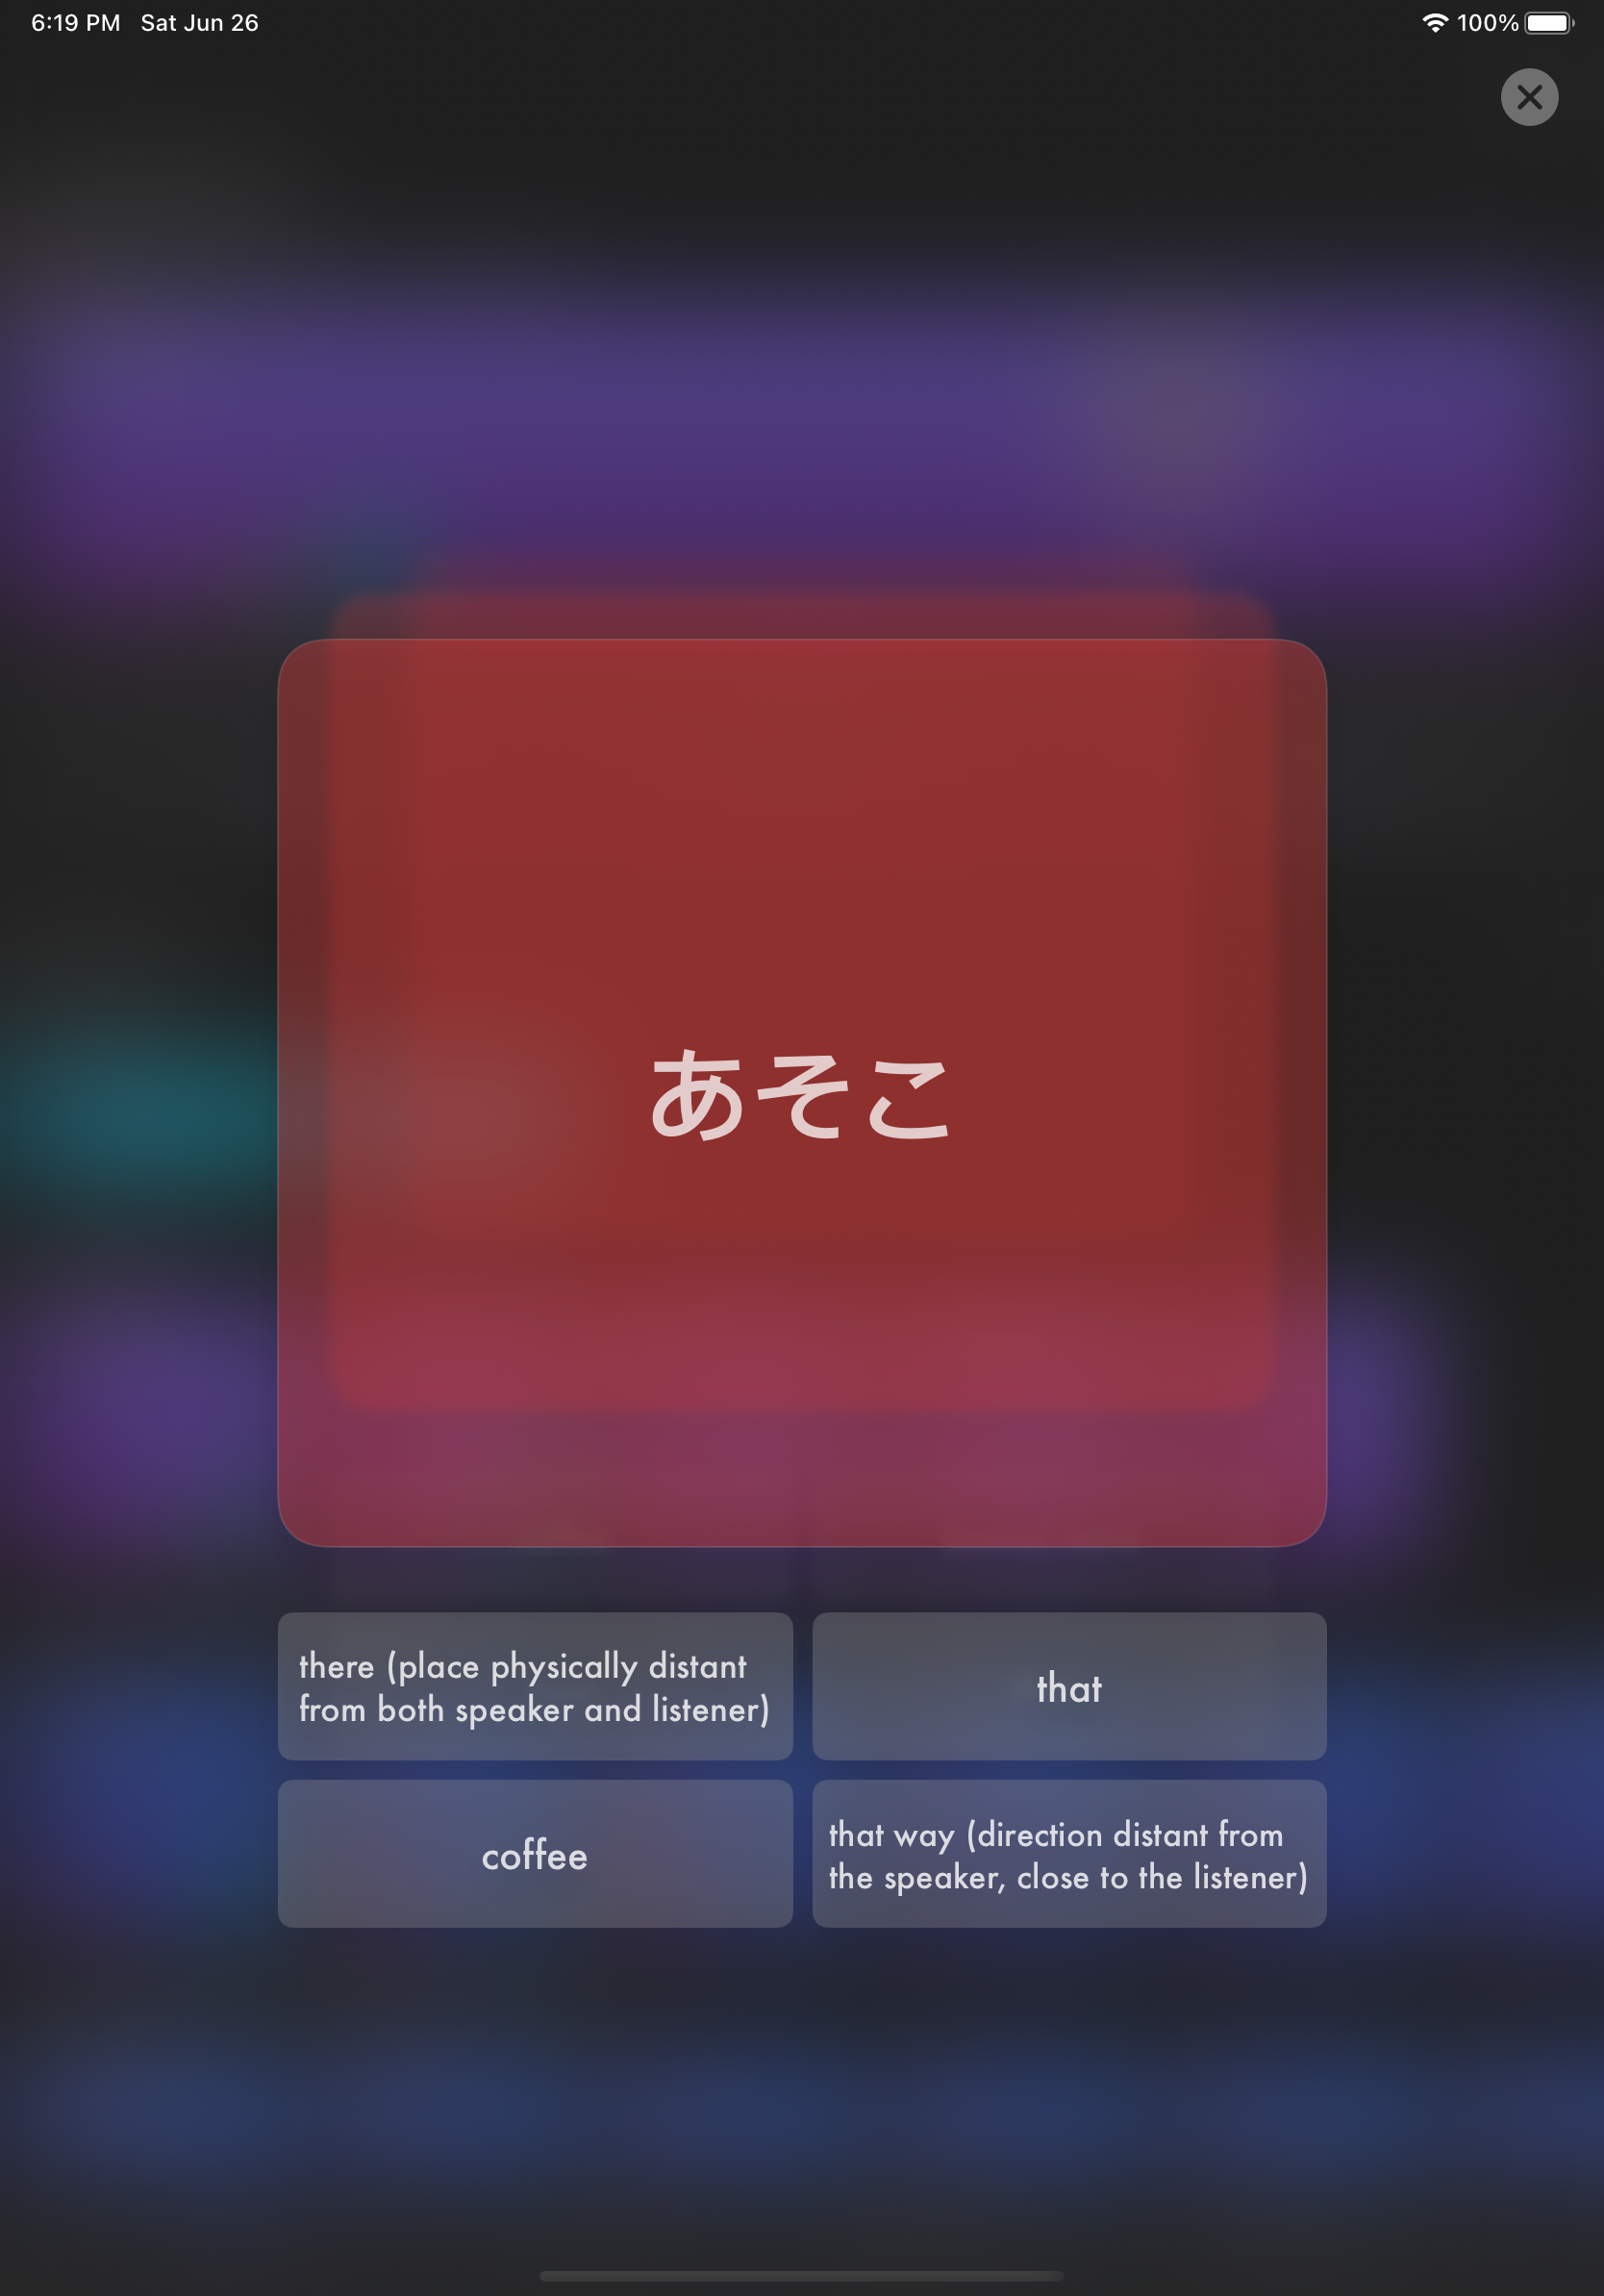 6:19 PM Sat Jun 26 100%
あそこ
there (place physically distant
from both speaker and listener)
that
coffee
that way (direction distant from
the speaker, close to the listener)